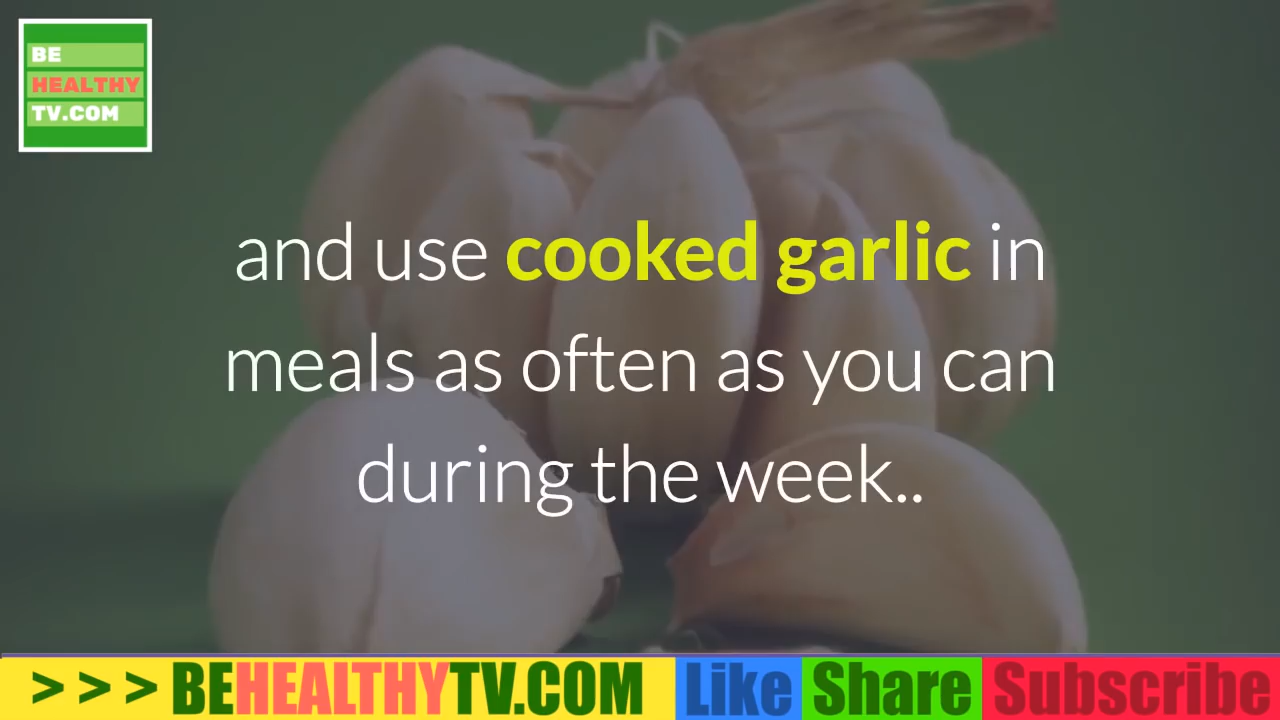 BE
HEALTHY
TV.COM
and use cooked garlic in
meals as often as you can
during the week..
> > > BEHEALTHYTV.COM Like Share Subscribe